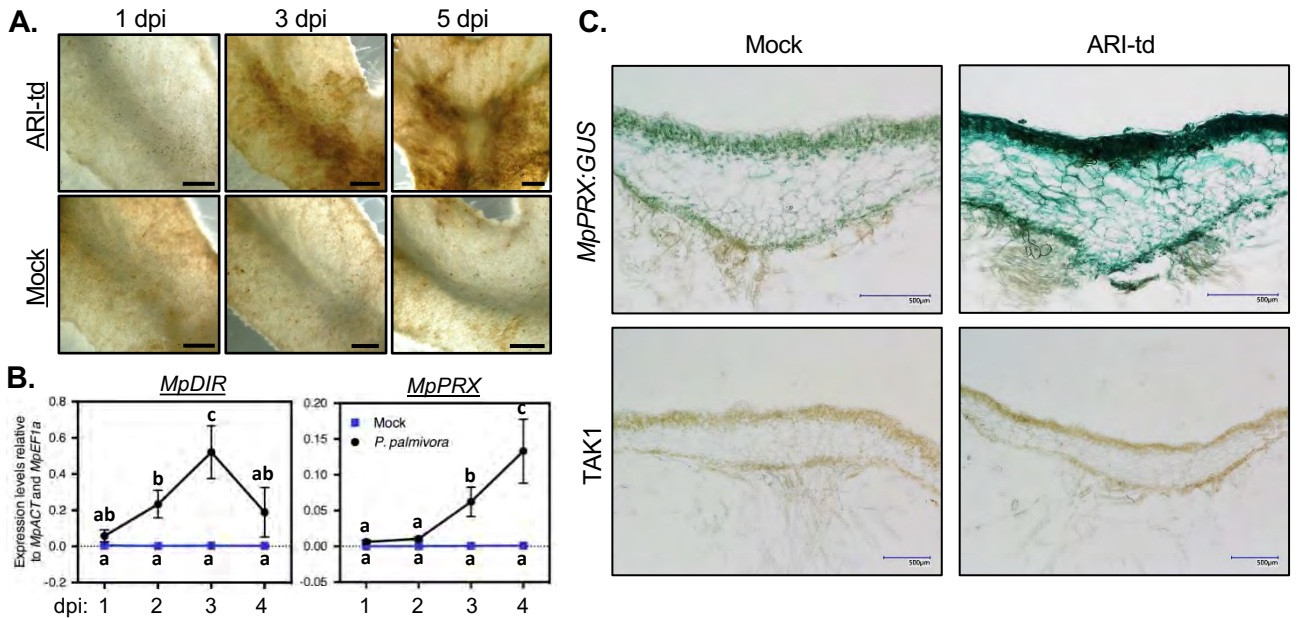 A.
1 dpi 3 dpi 5 dpi
ARI-td
Mock
B.
MpDIR MpPRX
Expression levels relative
to MpACT and MpEF1a
0.8
0.6
0.4
0.2
0.0
-0.2
ab b c ab
a a a a
0.20
0.15
0.10
0.05
0.00
-0.05
Mock
P. palmivora
a a b c
a a a a
dpi: 1 2 3 4 1 2 3 4
C.
Mock ARI-td
MpPRX:GUS
500µm 500µm
TAK1
500µm 500µm